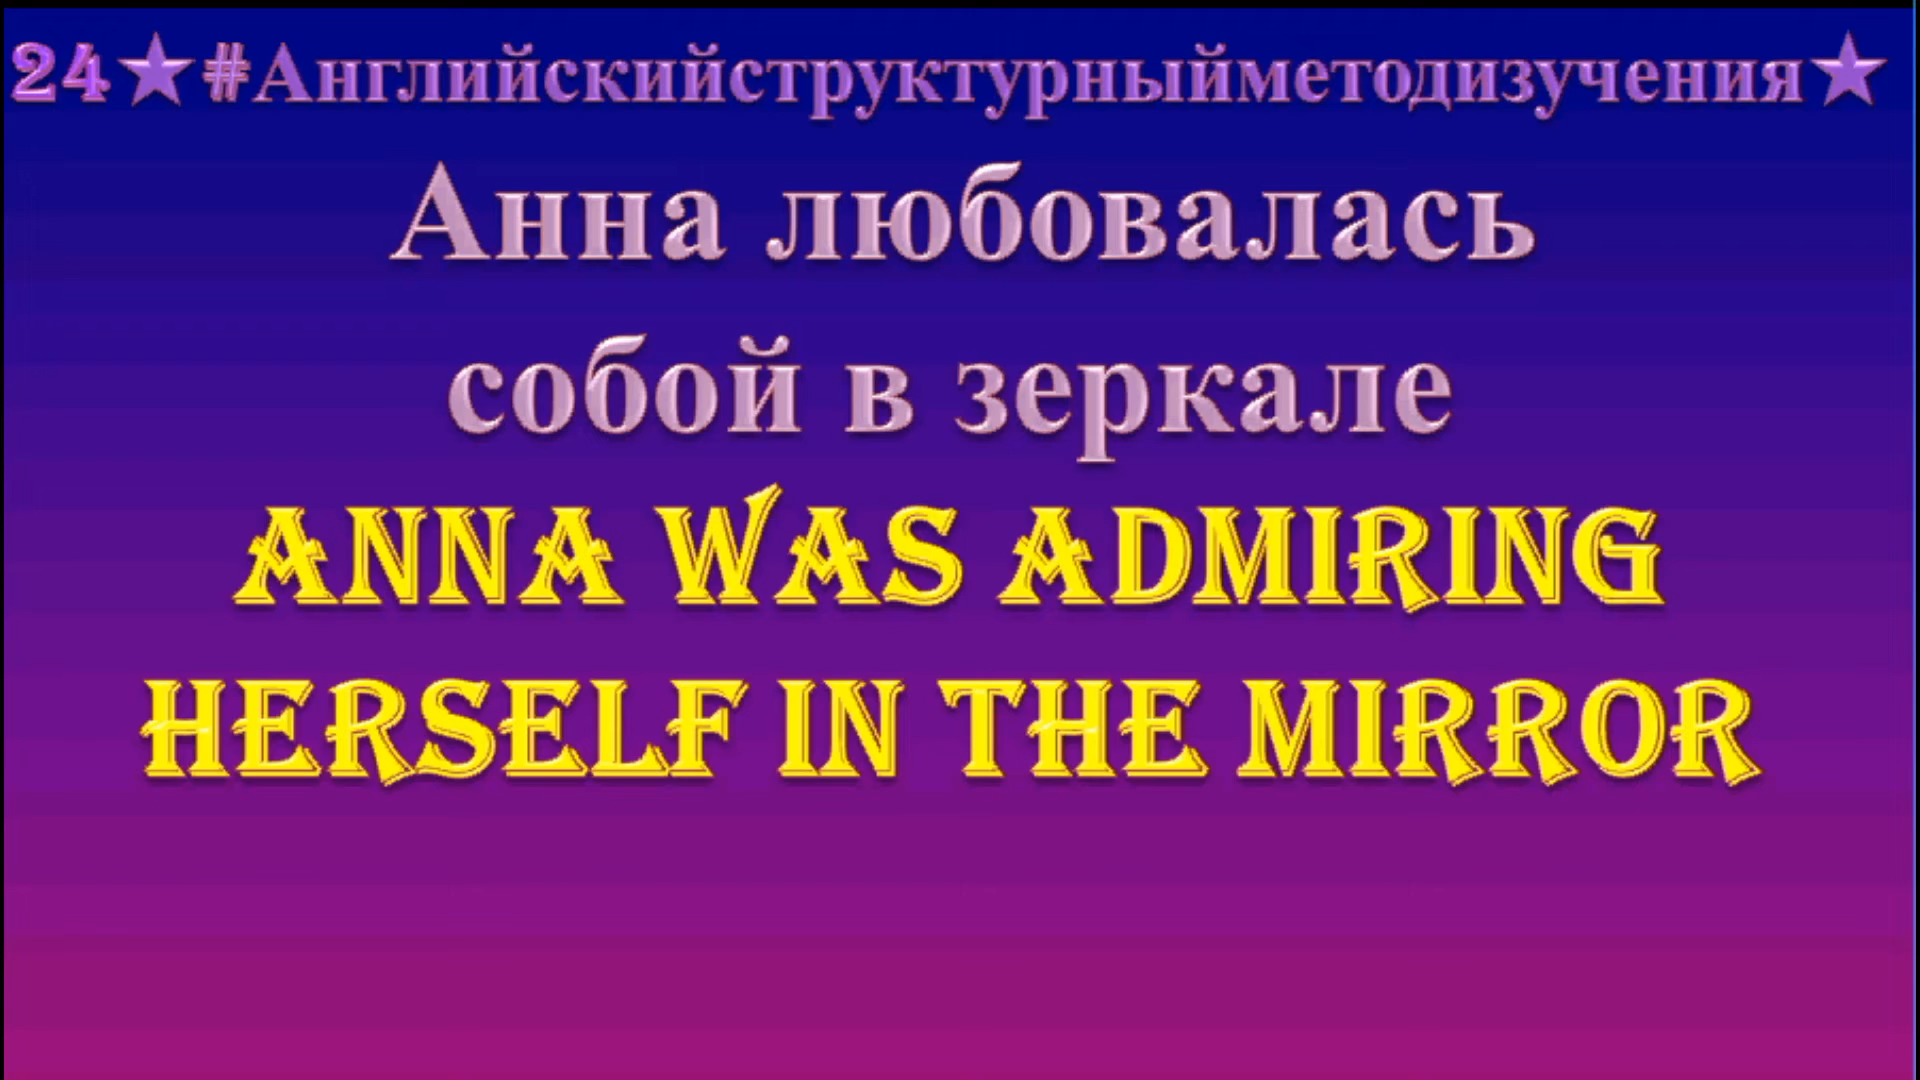 24★#Английскийструктурныйметодизучения★
Анна любовалась
собой в зеркале
ANNA WAS ADMIRING
HERSELF IN THE MIRROR